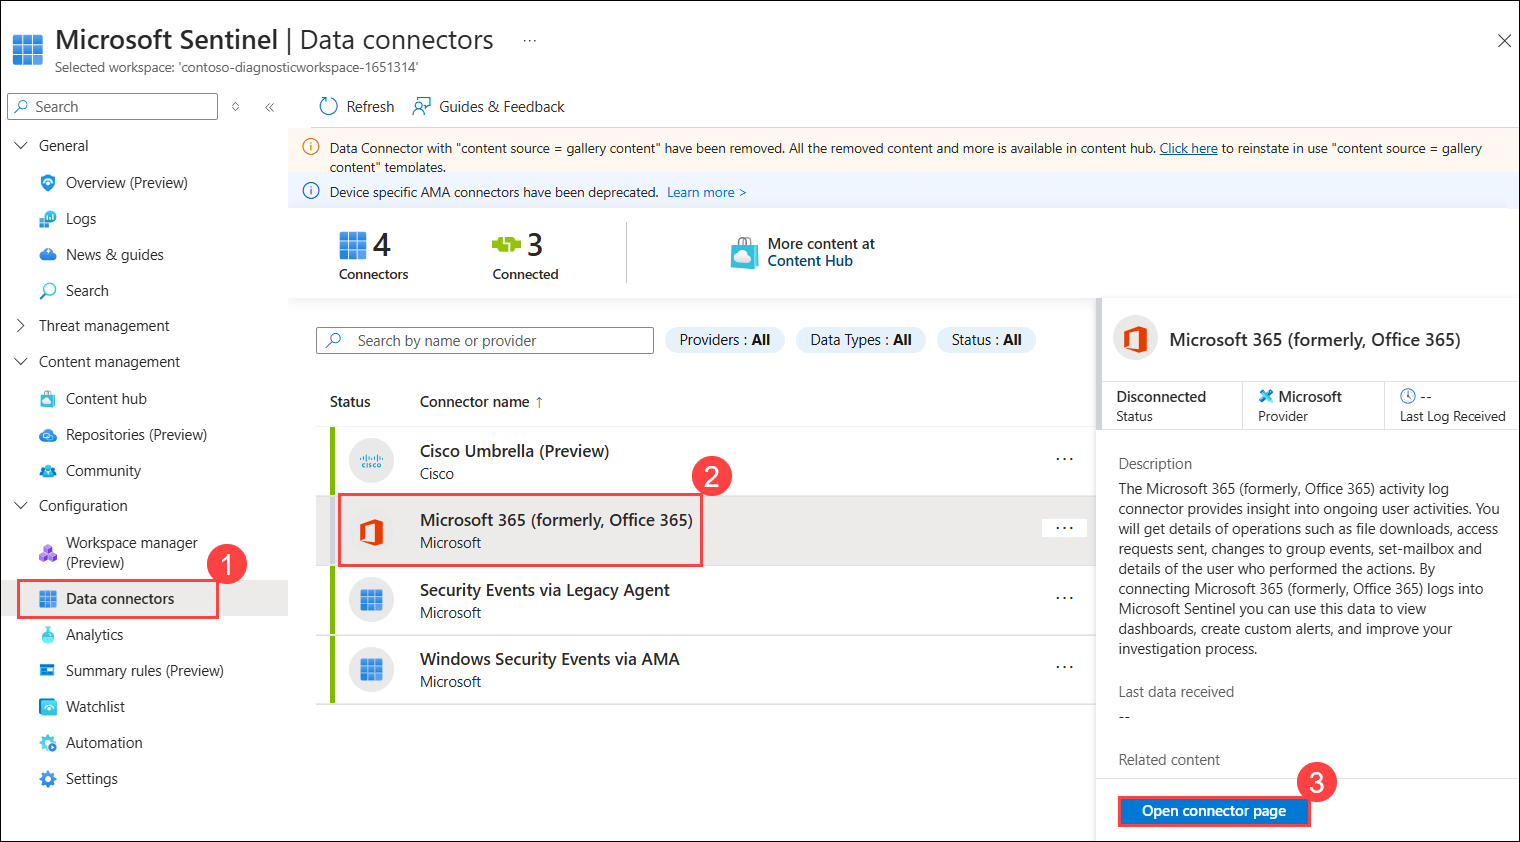 Microsoft Sentinel | Data connectors ...
Selected workspace: 'contoso-diagnosticworkspace-1651314'
Search
«
General
Overview (Preview)
Logs
News & guides
Search
Threat management
Content management
Content hub
Repositories (Preview)
Community
Configuration
Workspace manager
(Preview)
1
Data connectors
Analytics
Summary rules (Preview)
Watchlist
Automation
Settings
Refresh
Guides & Feedback
Data Connector with "content source = gallery content" have been removed. All the removed content and more is available in content hub. Click here to reinstate in use "content source = gallery
content" templates.
Device specific AMA connectors have been deprecated. Learn more >
4
Connectors
3
Connected
More content at
Content Hub
Search by name or provider
Providers : All
Data Types : All
Status : All
Status
Connector name ↑
Cisco Umbrella (Preview)
Cisco
CISCO
...
2
Microsoft 365 (formerly, Office 365)
Microsoft
...
Security Events via Legacy Agent
Microsoft
...
Windows Security Events via AMA
Microsoft
...
Microsoft 365 (formerly, Office 365)
Disconnected
Status
Microsoft
Provider
--
Last Log Received
Description
The Microsoft 365 (formerly, Office 365) activity log
connector provides insight into ongoing user activities. You
will get details of operations such as file downloads, access
requests sent, changes to group events, set-mailbox and
details of the user who performed the actions. By
connecting Microsoft 365 (formerly, Office 365) logs into
Microsoft Sentinel you can use this data to view
dashboards, create custom alerts, and improve your
investigation process.
Last data received
--
Related content
3
Open connector page